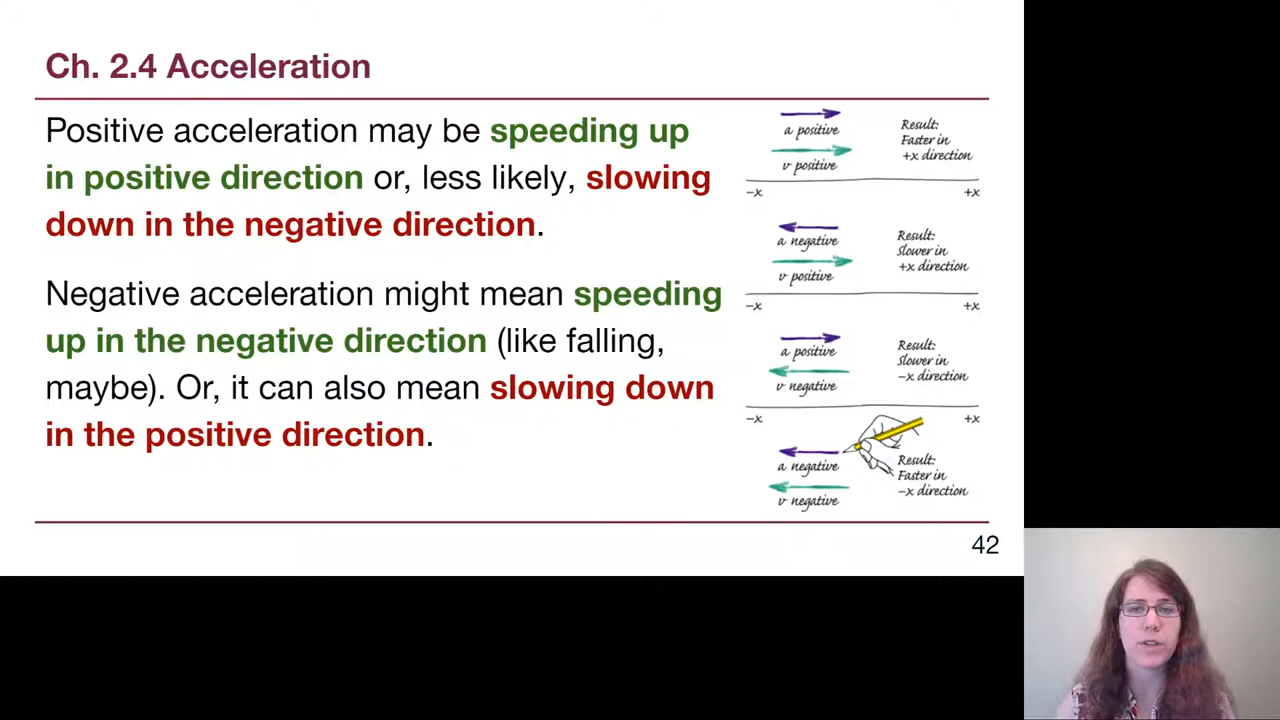 Ch. 2.4 Acceleration
Positive acceleration may be speeding up
in positive direction or, less likely, slowing
down in the negative direction.
Negative acceleration might mean speeding
up in the negative direction (like falling,
maybe). Or, it can also mean slowing down
in the positive direction.
a positive
v positive
Result:
Faster in
+x direction
-x +x
a negative
v positive
Result:
Slower in
+x direction
-x +x
a positive
v negative
Result:
Slower in
-x direction
-x +x
a negative
v negative
Result:
Faster in
-x direction
42